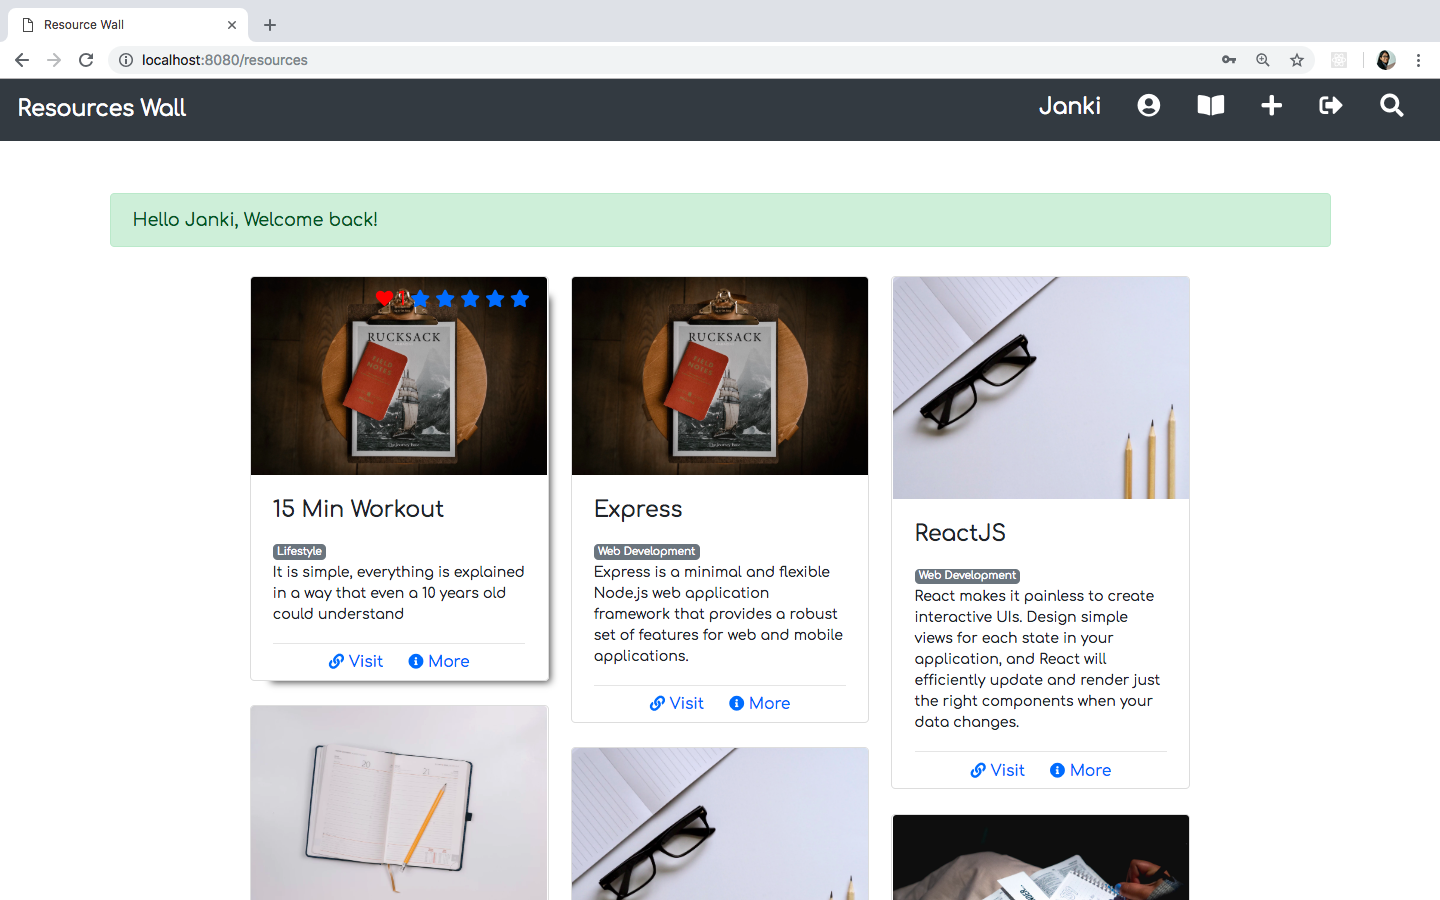 Resource Wall
localhost:8080/resources
Resources Wall
Janki
Hello Janki, Welcome back!
1
RUCKSACK
FIELD NOTES
15 Min Workout
Lifestyle
It is simple, everything is explained
in a way that even a 10 years old
could understand
Visit
More
RUCKSACK
FIELD NOTES
Express
Web Development
Express is a minimal and flexible
Node.js web application
framework that provides a robust
set of features for web and mobile
applications.
Visit
More
ReactJS
Web Development
React makes it painless to create
interactive UIs. Design simple
views for each state in your
application, and React will
efficiently update and render just
the right components when your
data changes.
Visit
More
20
21